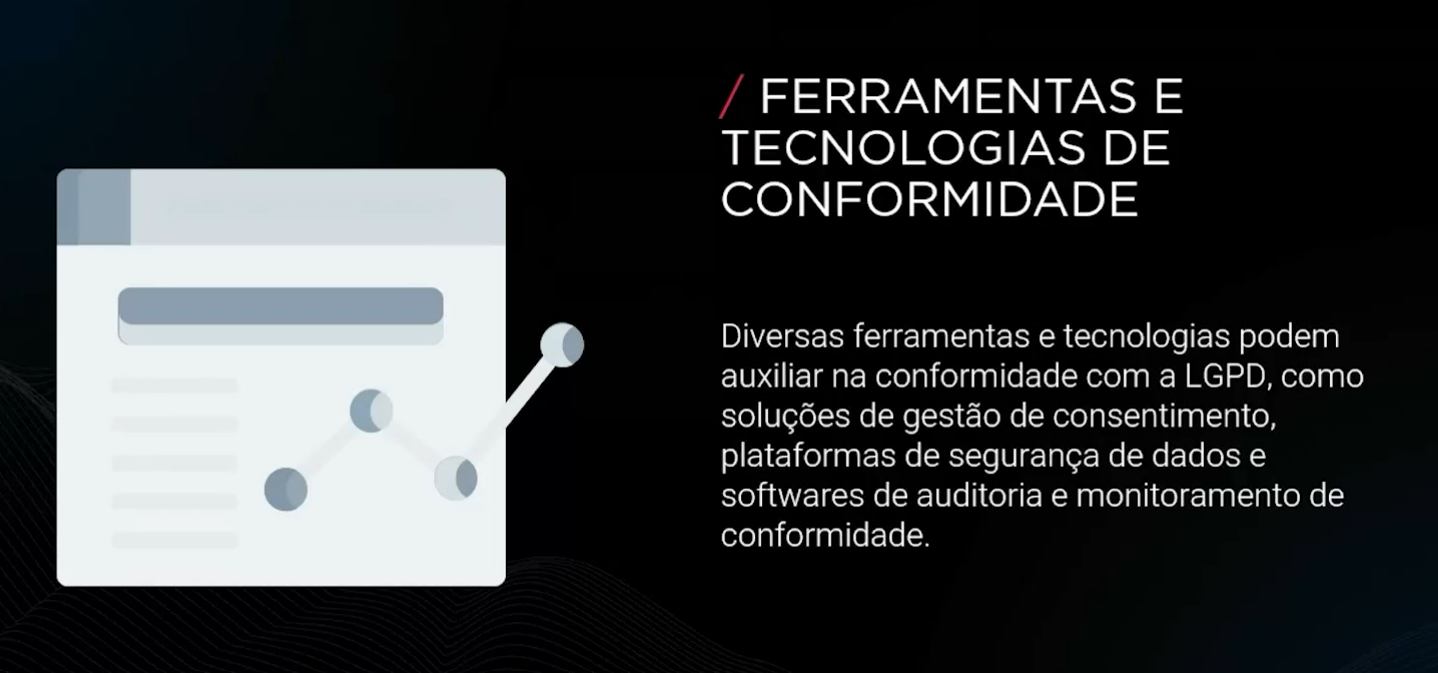 / FERRAMENTAS E
TECNOLOGIAS DE
CONFORMIDADE
Diversas ferramentas e tecnologias podem
auxiliar na conformidade com a LGPD, como
soluções de gestão de consentimento,
plataformas de segurança de dados e
softwares de auditoria e monitoramento de
conformidade.